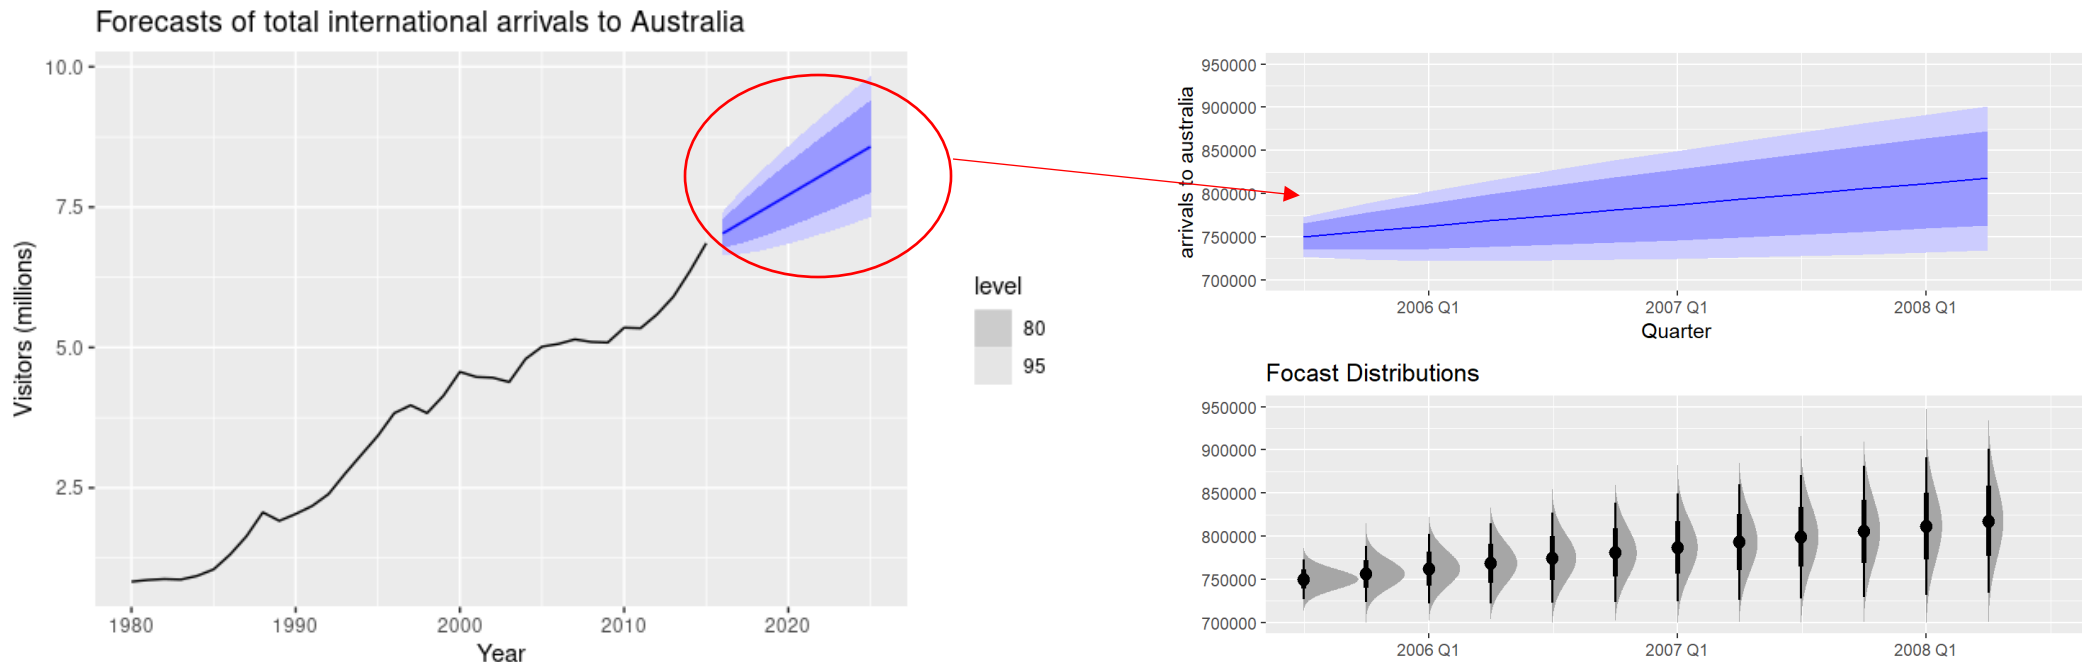 Forecasts of total international arrivals to Australia
10.0
7.5
5.0
2.5
Visitors (millions)
1980 1990 2000 2010 2020
Year
level
80
95
950000
900000
850000
800000
750000
700000
arrivals to australia
2006 Q1 2007 Q1 2008 Q1
Quarter
Focast Distributions
950000
900000
850000
800000
750000
700000
2006 Q1 2007 Q1 2008 Q1